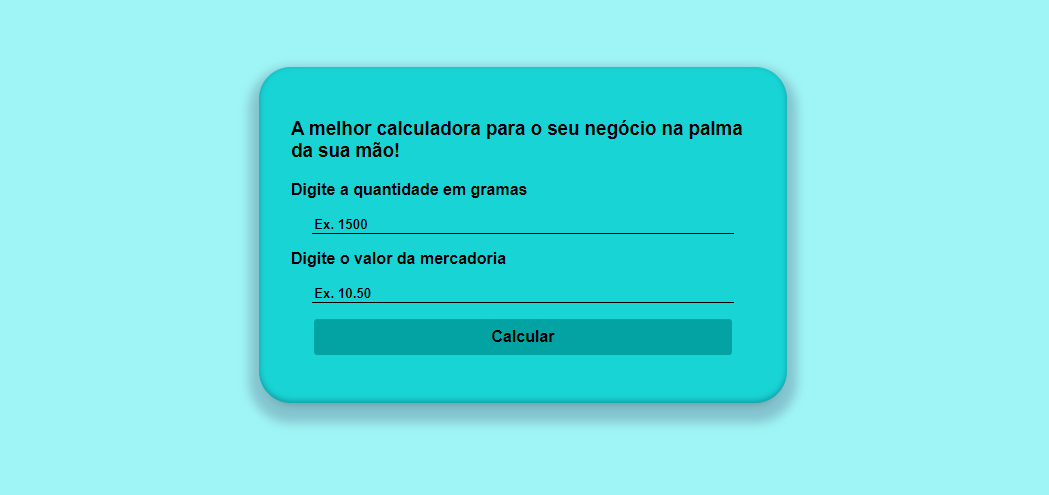 A melhor calculadora para o seu negócio na palma
da sua mão!
Digite a quantidade em gramas
Ex. 1500
Digite o valor da mercadoria
Ex. 10.50
Calcular